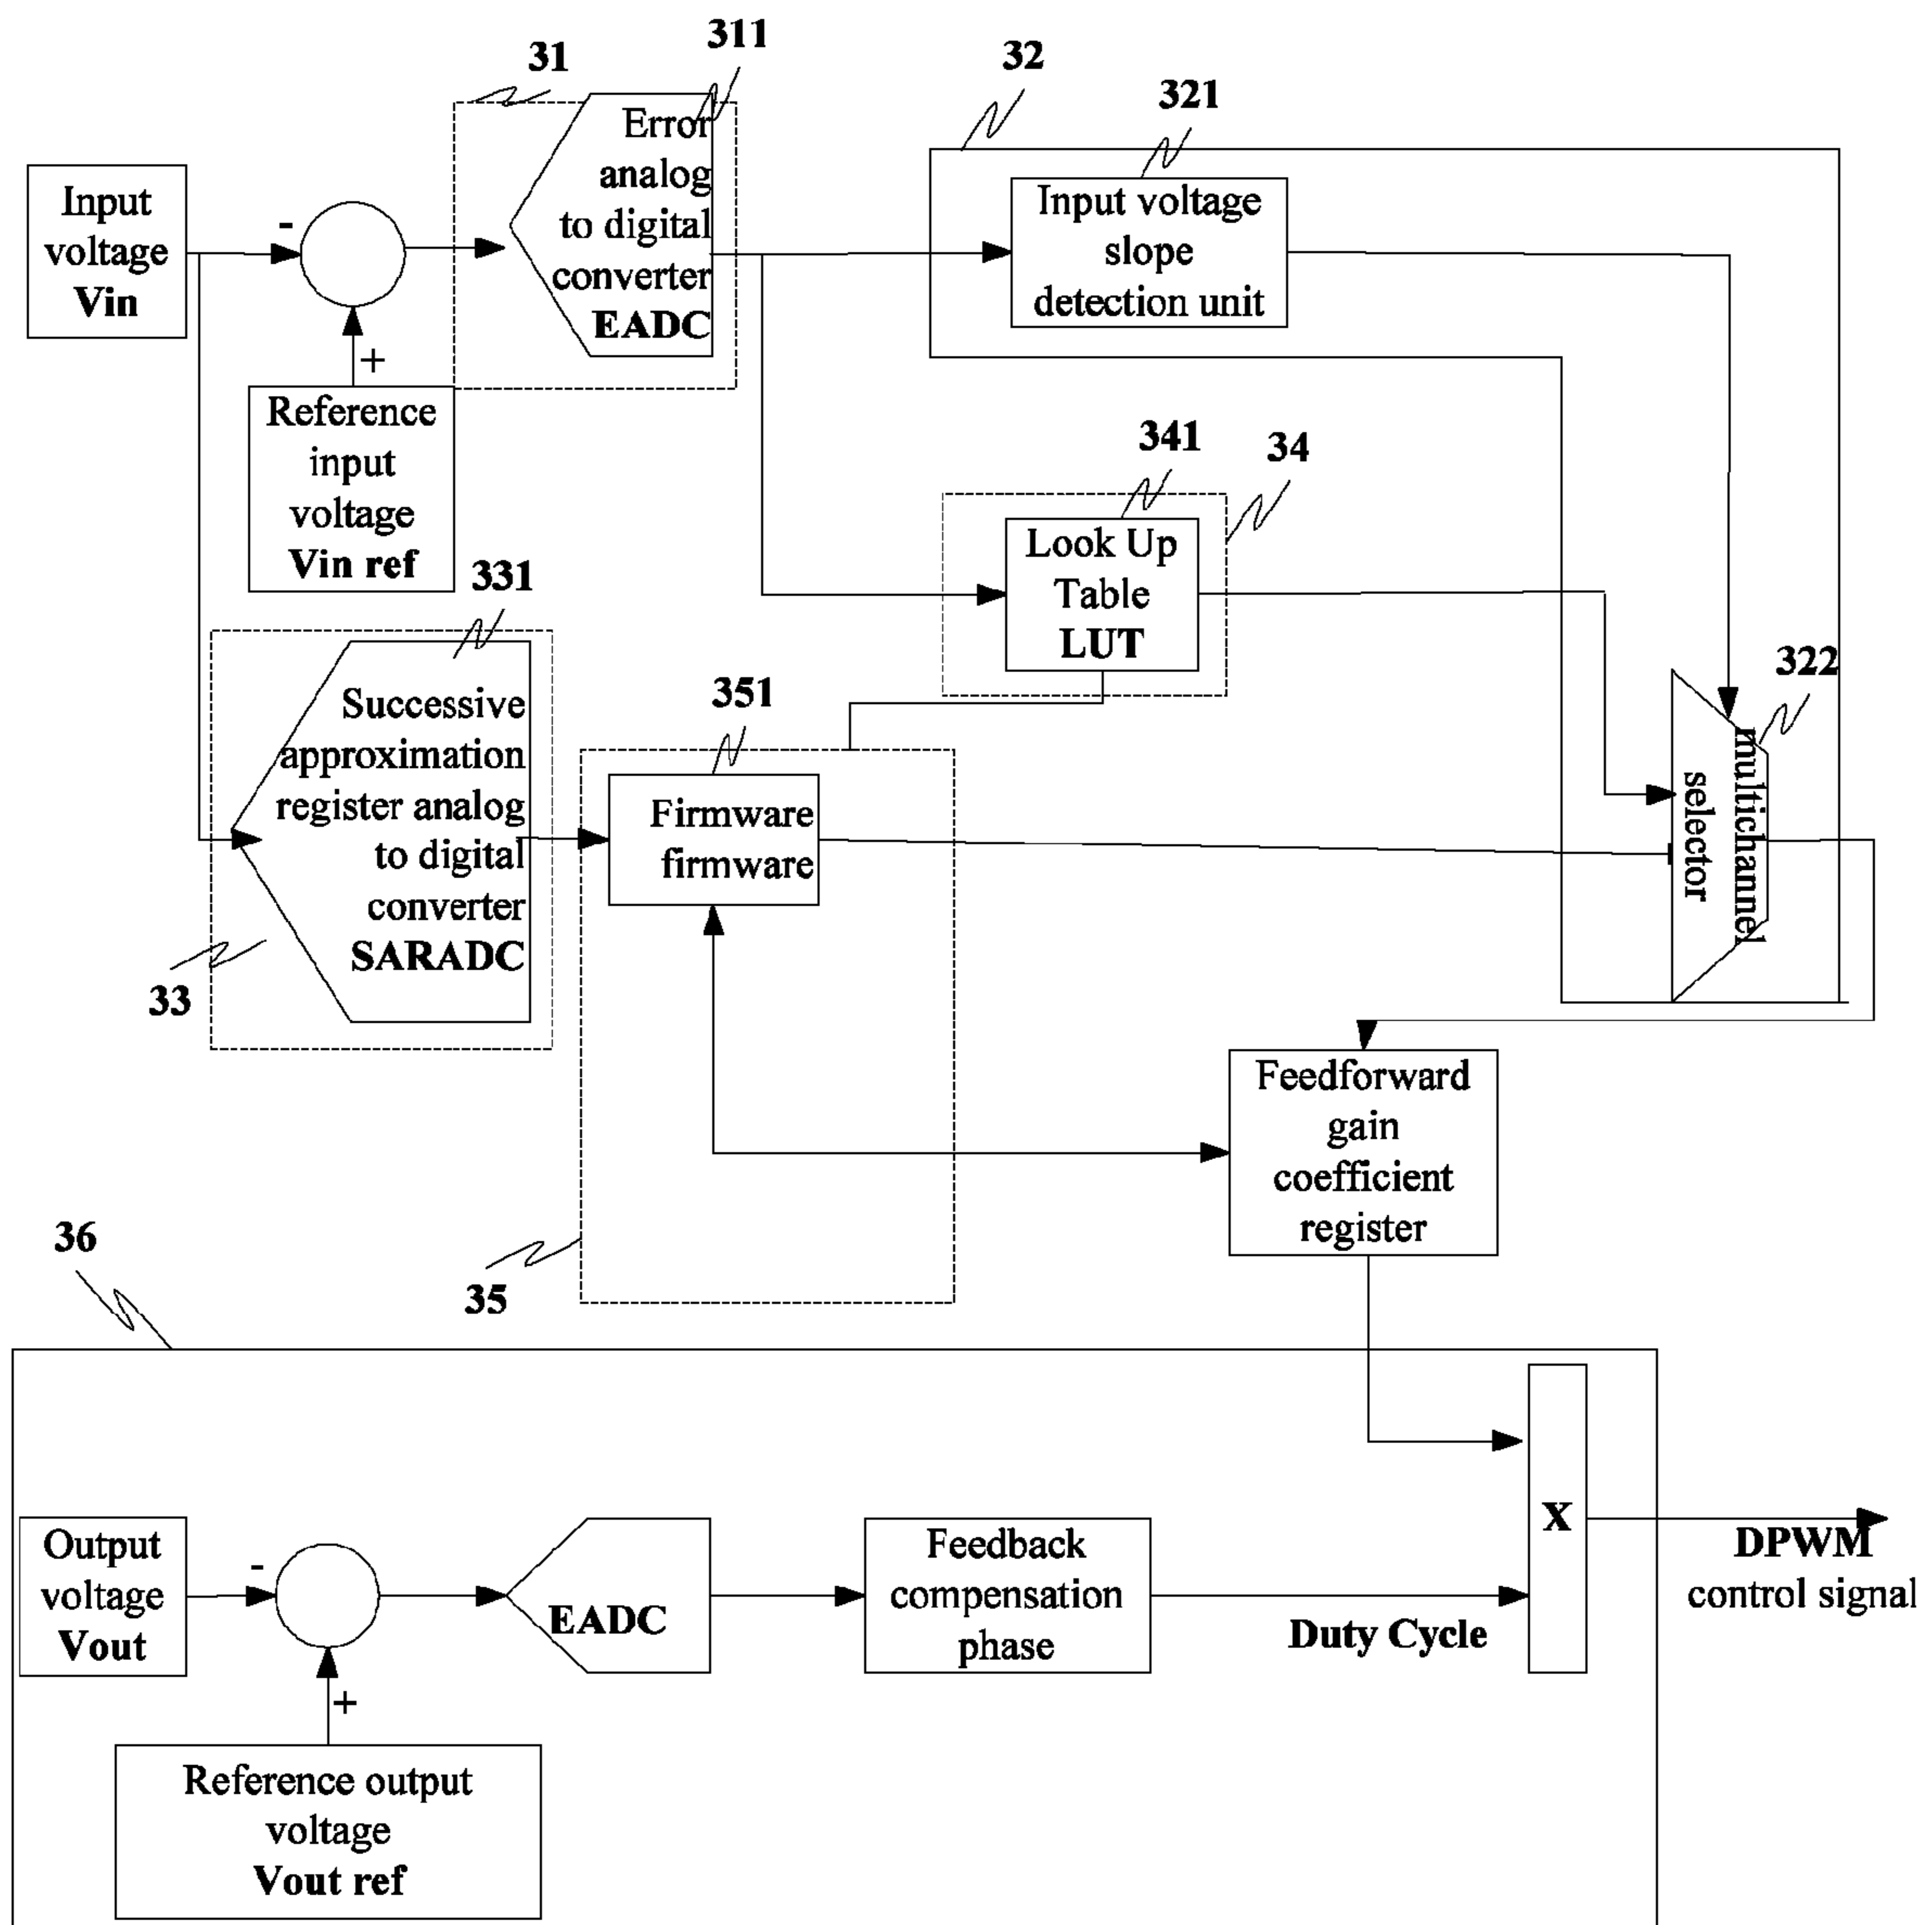 31
311
32
321
Input
voltage
Vin
-
+
Error
analog
to digital
converter
EADC
Input voltage
slope
detection unit
Reference
input
voltage
Vin ref
341
34
Look Up
Table
LUT
331
Successive
approximation
register analog
to digital
converter
SARADC
33
351
Firmware
firmware
322
multichannel
selector
Feedforward
gain
coefficient
register
35
36
Output
voltage
Vout
-
+
EADC
Feedback
compensation
phase
Duty Cycle
X
DPWM
control signal
Reference output
voltage
Vout ref